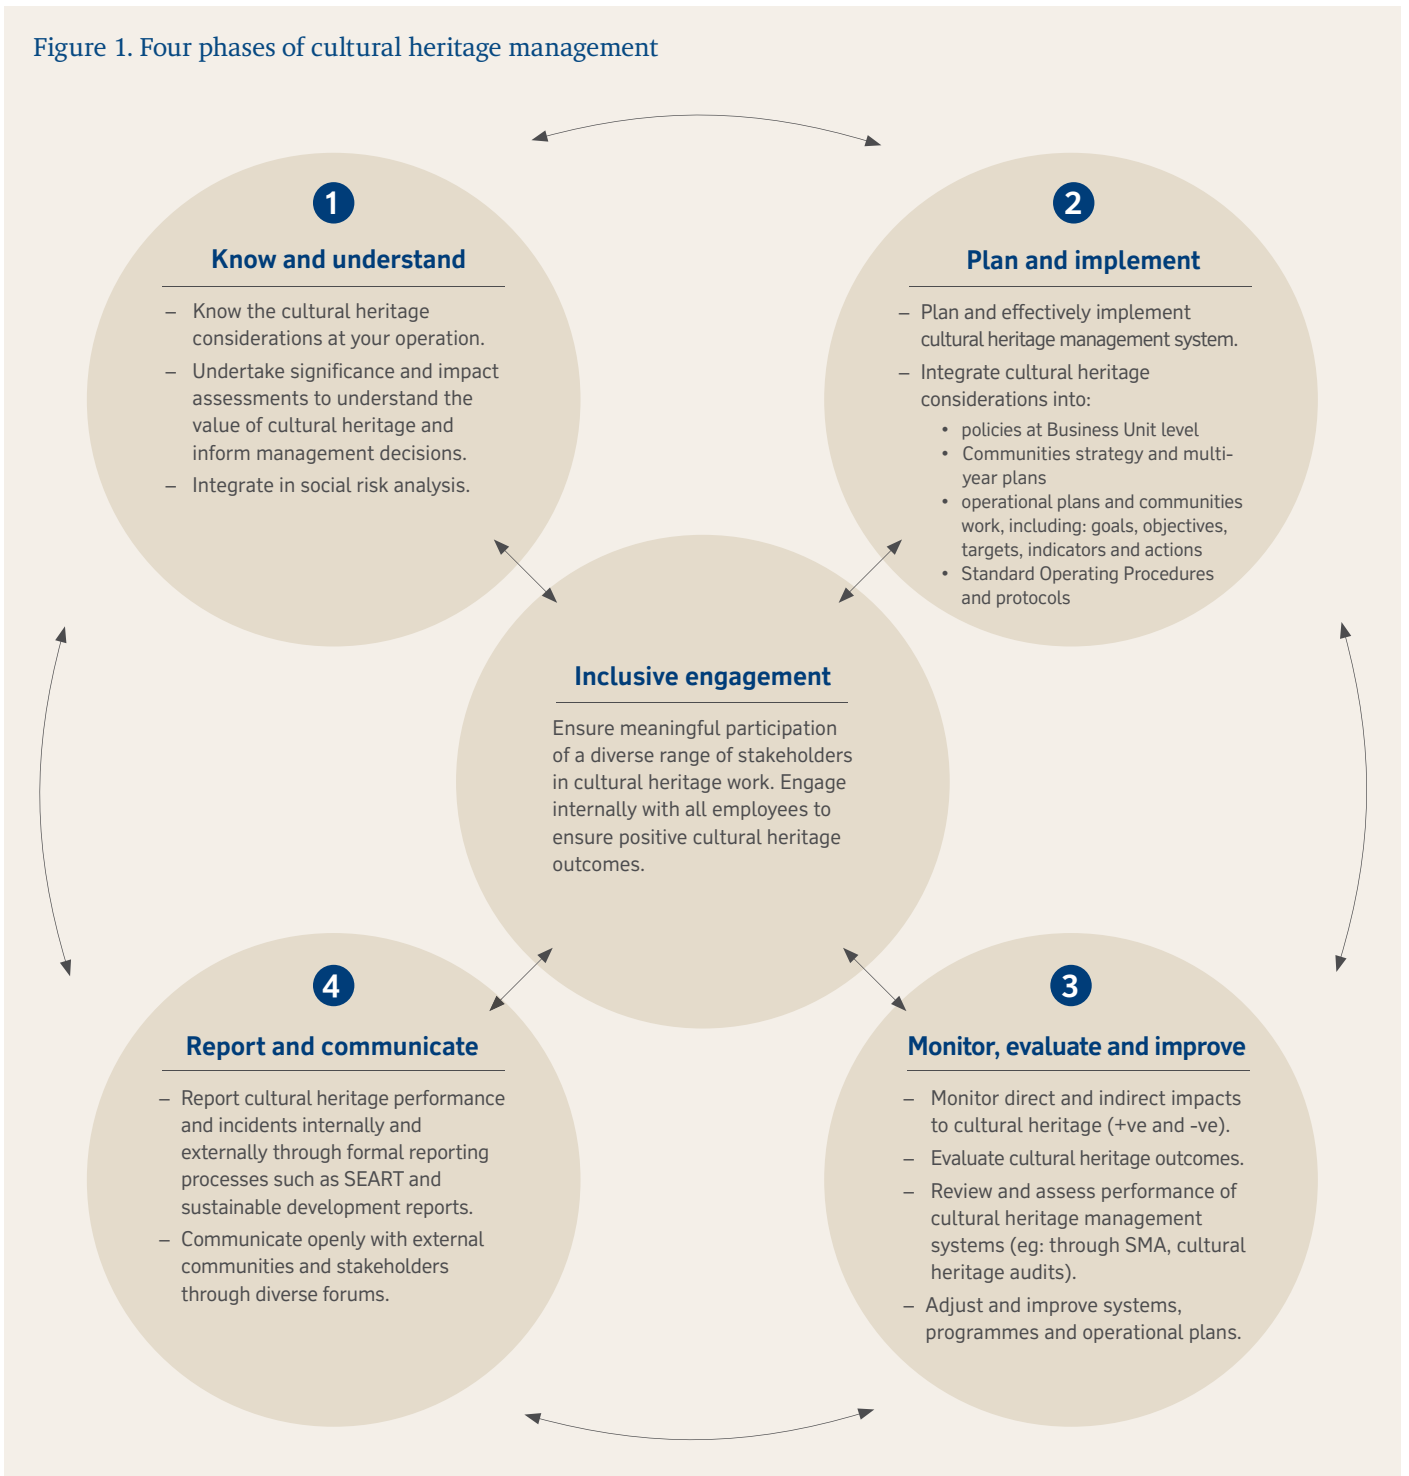 Figure 1. Four phases of cultural heritage management
1
Know and understand
– Know the cultural heritage
considerations at your operation.
– Undertake significance and impact
assessments to understand the
value of cultural heritage and
inform management decisions.
– Integrate in social risk analysis.
2
Plan and implement
– Plan and effectively implement
cultural heritage management system.
– Integrate cultural heritage
considerations into:
• policies at Business Unit level
• Communities strategy and multi-
year plans
• operational plans and communities
work, including: goals, objectives,
targets, indicators and actions
• Standard Operating Procedures
and protocols
Inclusive engagement
Ensure meaningful participation
of a diverse range of stakeholders
in cultural heritage work. Engage
internally with all employees to
ensure positive cultural heritage
outcomes.
4
Report and communicate
– Report cultural heritage performance
and incidents internally and
externally through formal reporting
processes such as SEART and
sustainable development reports.
– Communicate openly with external
communities and stakeholders
through diverse forums.
3
Monitor, evaluate and improve
– Monitor direct and indirect impacts
to cultural heritage (+ve and -ve).
– Evaluate cultural heritage outcomes.
– Review and assess performance of
cultural heritage management
systems (eg: through SMA, cultural
heritage audits).
– Adjust and improve systems,
programmes and operational plans.